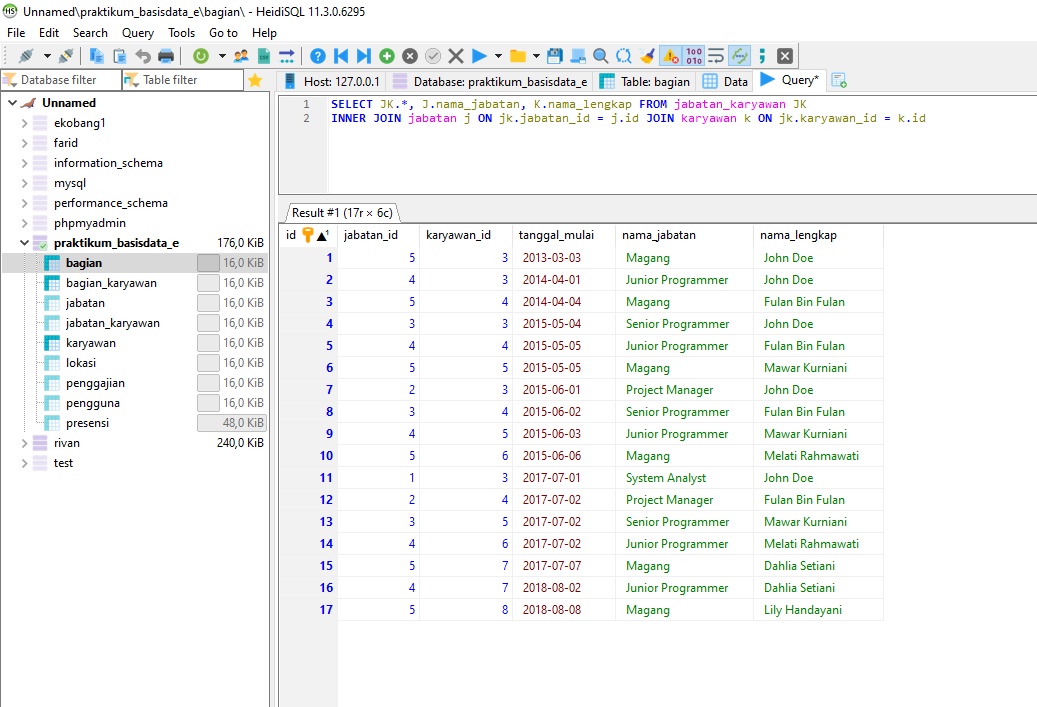 Unnamed\praktikum_basisdata_e\bagian\ - HeidiSQL 11.3.0.6295
File Edit Search Query Tools Go to Help
Database filter Table filter Host: 127.0.0.1 Database: praktikum_basisdata_e Table: bagian Data Query*
Unnamed
ekobang1
farid
information_schema
mysql
performance_schema
phpmyadmin
praktikum_basisdata_e 176,0 KiB
bagian 16,0 KiB
bagian_karyawan 16,0 KiB
jabatan 16,0 KiB
jabatan_karyawan 16,0 KiB
karyawan 16,0 KiB
lokasi 16,0 KiB
penggajian 16,0 KiB
pengguna 16,0 KiB
presensi 48,0 KiB
rivan 240,0 KiB
test
1 SELECT JK.*, J.nama_jabatan, K.nama_lengkap FROM jabatan_karyawan JK
2 INNER JOIN jabatan j ON jk.jabatan_id = j.id JOIN karyawan k ON jk.karyawan_id = k.id
Result #1 (17r × 6c)
id 1 jabatan_id karyawan_id tanggal_mulai nama_jabatan nama_lengkap
1 5 3 2013-03-03 Magang John Doe
2 4 3 2014-04-01 Junior Programmer John Doe
3 5 4 2014-04-04 Magang Fulan Bin Fulan
4 3 3 2015-05-04 Senior Programmer John Doe
5 4 4 2015-05-05 Junior Programmer Fulan Bin Fulan
6 5 5 2015-05-05 Magang Mawar Kurniani
7 2 3 2015-06-01 Project Manager John Doe
8 3 4 2015-06-02 Senior Programmer Fulan Bin Fulan
9 4 5 2015-06-03 Junior Programmer Mawar Kurniani
10 5 6 2015-06-06 Magang Melati Rahmawati
11 1 3 2017-07-01 System Analyst John Doe
12 2 4 2017-07-02 Project Manager Fulan Bin Fulan
13 3 5 2017-07-02 Senior Programmer Mawar Kurniani
14 4 6 2017-07-02 Junior Programmer Melati Rahmawati
15 5 7 2017-07-07 Magang Dahlia Setiani
16 4 7 2018-08-02 Junior Programmer Dahlia Setiani
17 5 8 2018-08-08 Magang Lily Handayani